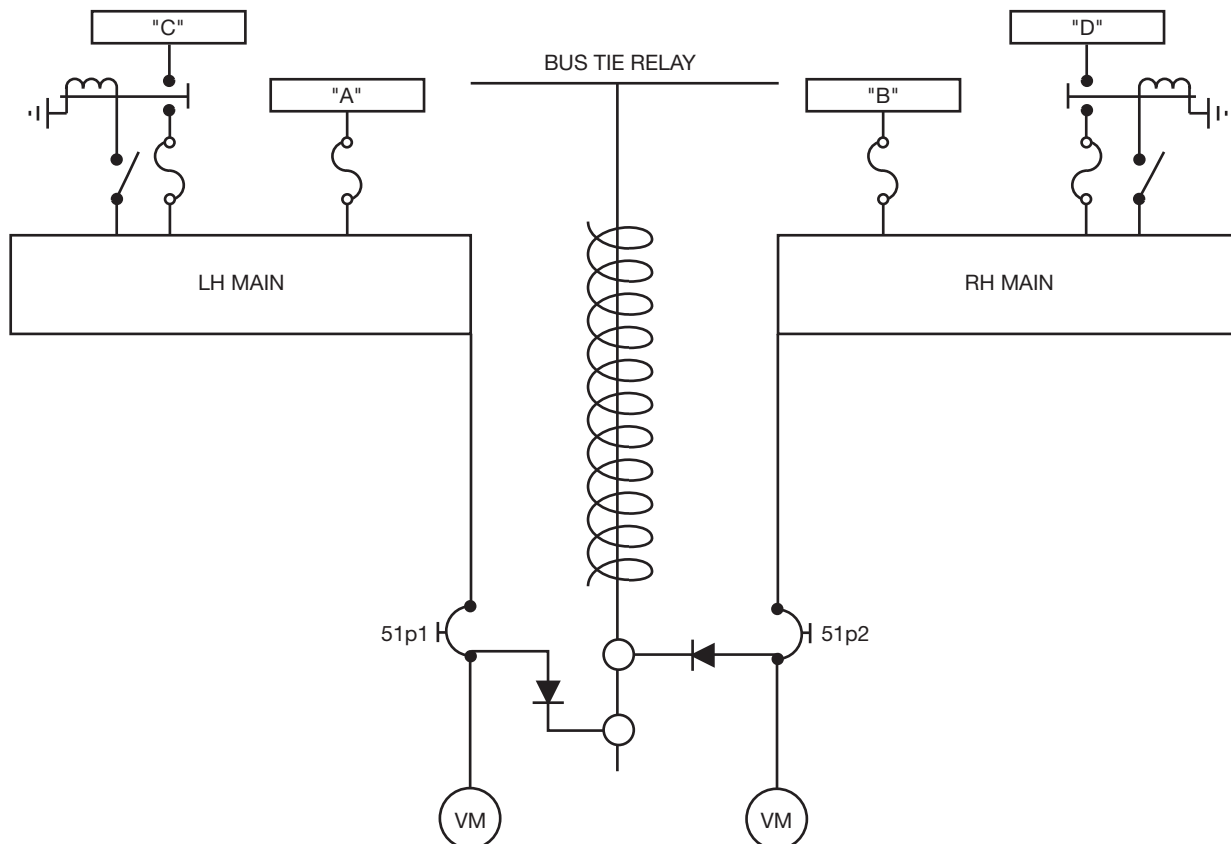 "C"
"D"
BUS TIE RELAY
"A"
"B"
LH MAIN
RH MAIN
51p1
51p2
VM
VM